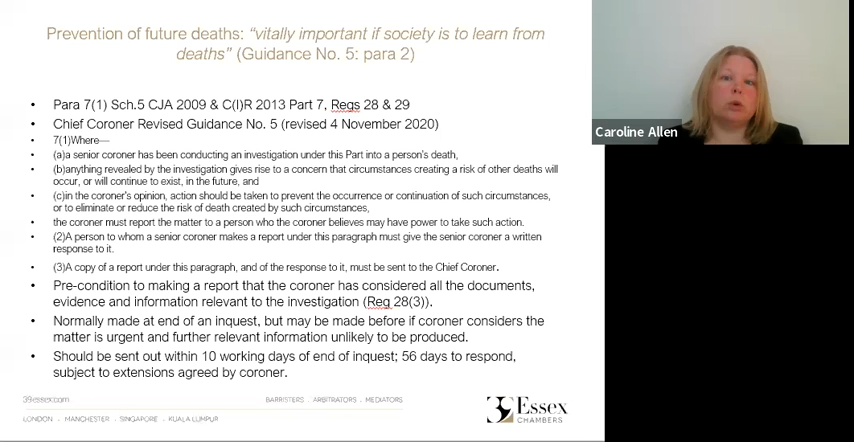 Prevention of future deaths: “vitally important if society is to learn from
deaths” (Guidance No. 5: para 2)
• Para 7(1) Sch.5 CJA 2009 & C(I)R 2013 Part 7, Regs 28 & 29
• Chief Coroner Revised Guidance No. 5 (revised 4 November 2020)
• 7(1)Where—
• (a)a senior coroner has been conducting an investigation under this Part into a person's death,
• (b)anything revealed by the investigation gives rise to a concern that circumstances creating a risk of other deaths will
occur, or will continue to exist, in the future, and
• (c)in the coroner's opinion, action should be taken to prevent the occurrence or continuation of such circumstances,
or to eliminate or reduce the risk of death created by such circumstances,
• the coroner must report the matter to a person who the coroner believes may have power to take such action.
• (2)A person to whom a senior coroner makes a report under this paragraph must give the senior coroner a written
response to it.
• (3)A copy of a report under this paragraph, and of the response to it, must be sent to the Chief Coroner.
• Pre-condition to making a report that the coroner has considered all the documents,
evidence and information relevant to the investigation (Reg 28(3)).
• Normally made at end of an inquest, but may be made before if coroner considers the
matter is urgent and further relevant information unlikely to be produced.
• Should be sent out within 10 working days of end of inquest; 56 days to respond,
subject to extensions agreed by coroner.
39essex.com
BARRISTERS . ARBITRATORS . MEDIATORS
LONDON . MANCHESTER . SINGAPORE . KUALA LUMPUR
39 Essex
CHAMBERS
Caroline Allen